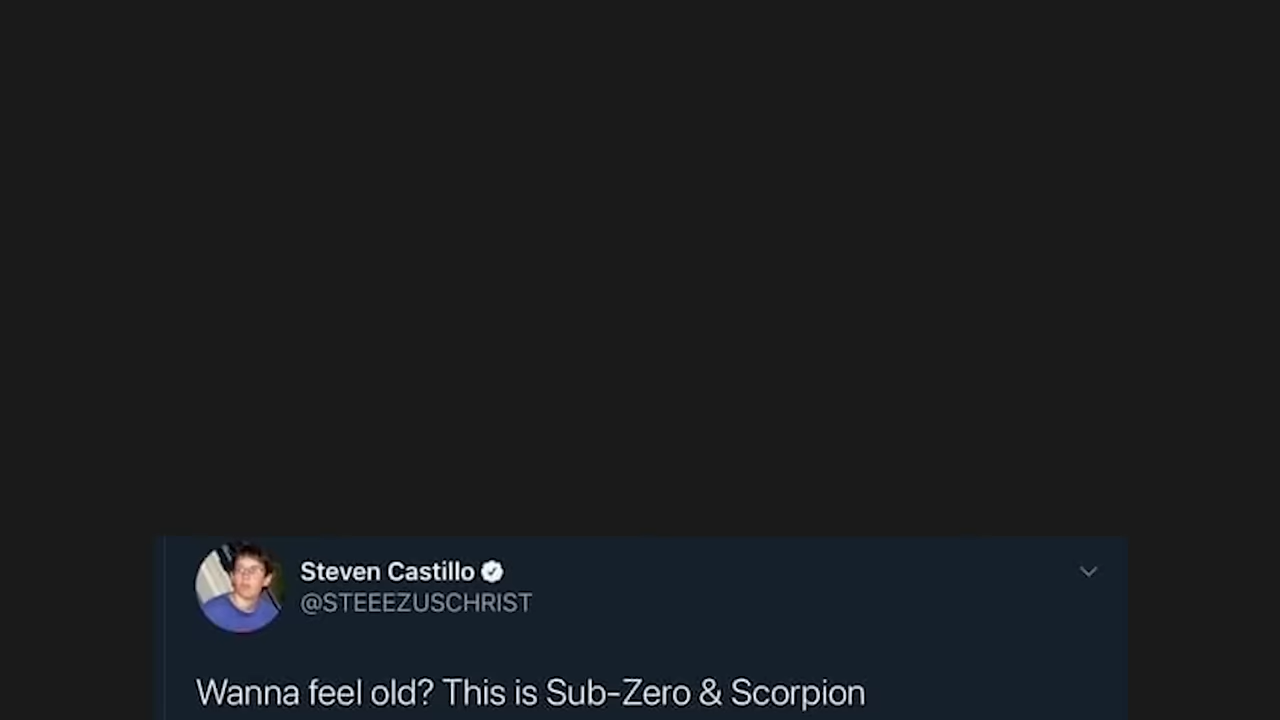 Steven Castillo
@STEEEZUSCHRIST
Wanna feel old? This is Sub-Zero & Scorpion